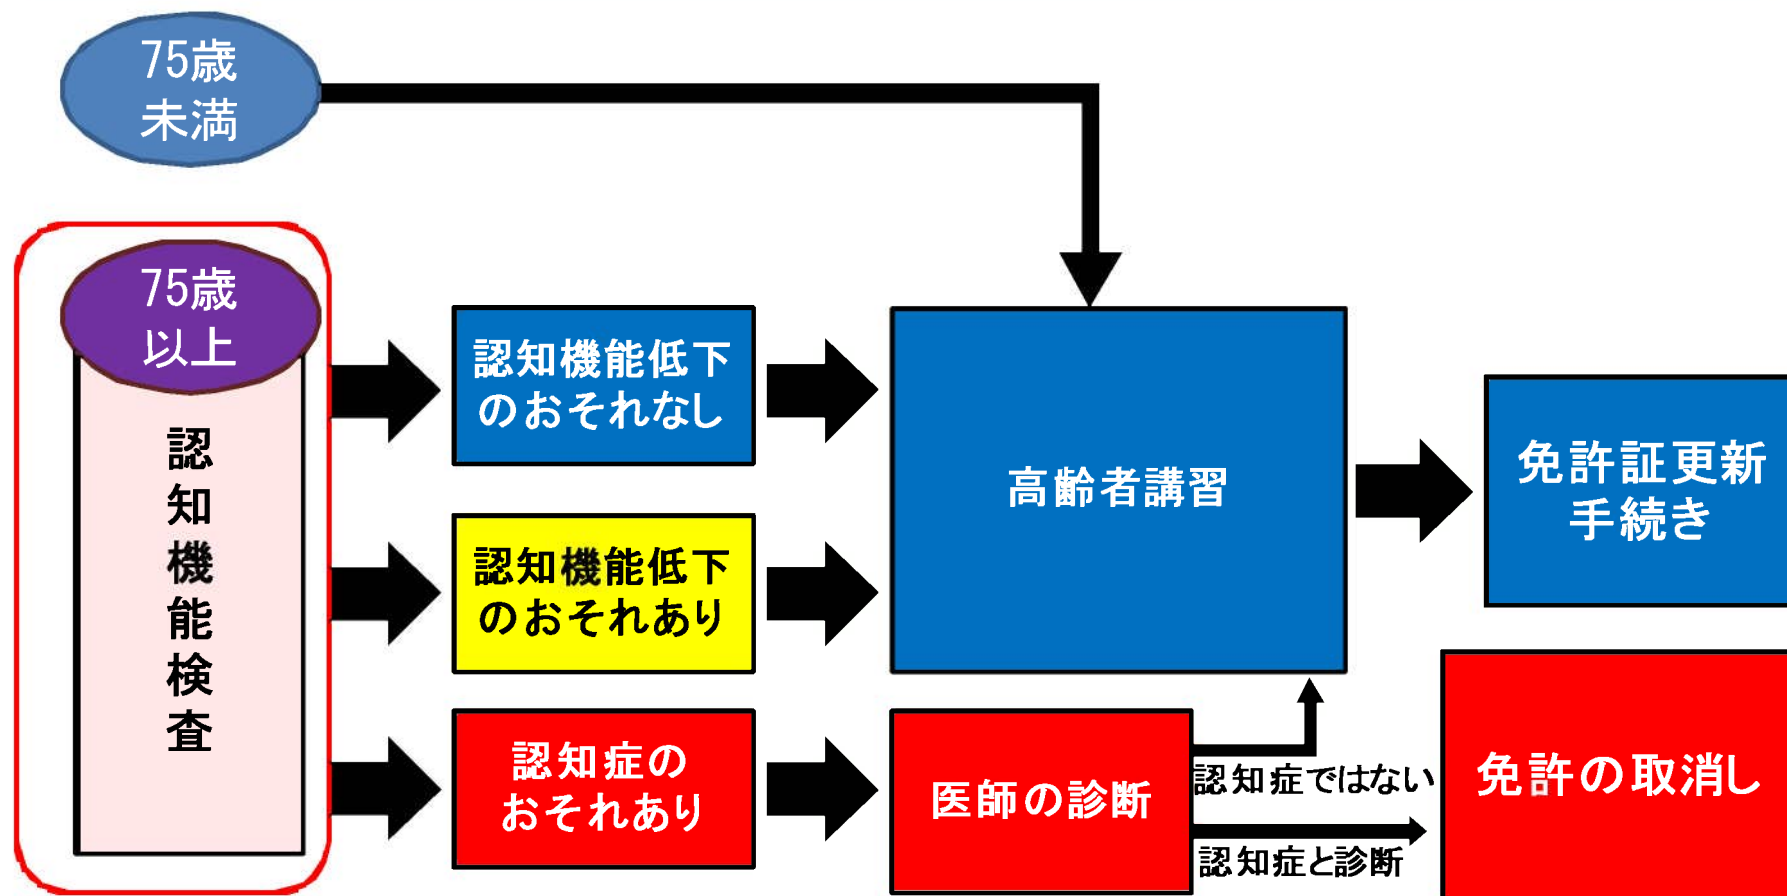 75歳
未満
75歳
以上
認知機能検査
認知機能低下
のおそれなし
認知機能低下
のおそれあり
認知症の
おそれあり
高齢者講習
医師の診断
認知症ではない
認知症と診断
免許証更新
手続き
免許の取消し